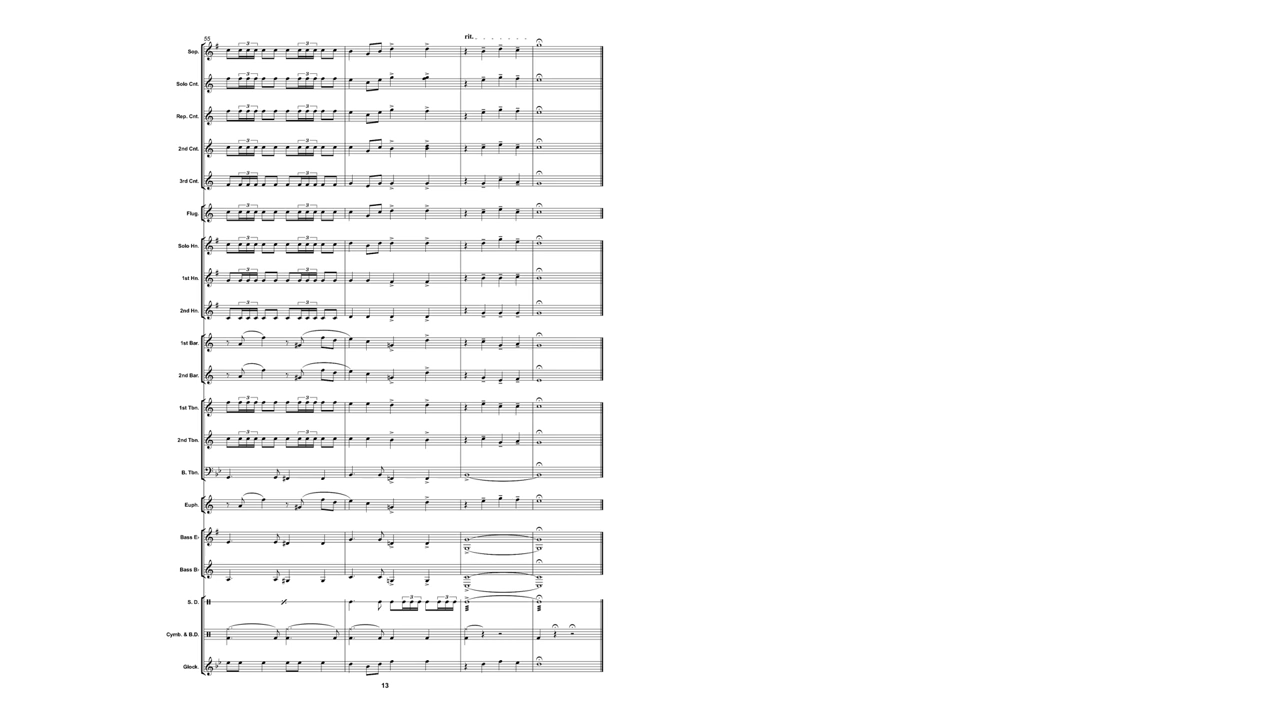 55
rit.
Sop.
Solo Cnt.
Rep. Cnt.
2nd Cnt.
3rd Cnt.
Flug.
Solo Hn.
1st Hn.
2nd Hn.
1st Bar.
2nd Bar.
1st Tbn.
2nd Tbn.
B. Tbn.
Euph.
Bass E♭
Bass B♭
S. D.
Cymb. & B.D.
Glock.
13